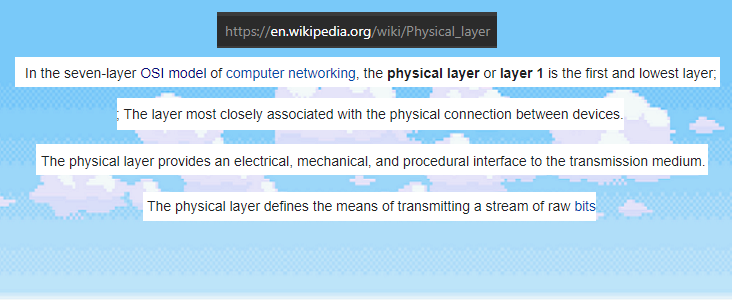 https://en.wikipedia.org/wiki/Physical_layer
In the seven-layer OSI model of computer networking, the physical layer or layer 1 is the first and lowest layer;
; The layer most closely associated with the physical connection between devices.
The physical layer provides an electrical, mechanical, and procedural interface to the transmission medium.
The physical layer defines the means of transmitting a stream of raw bits